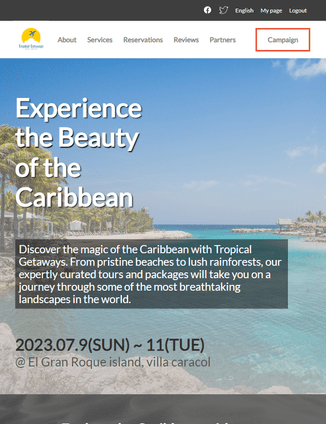 English My page Logout
About Services Reservations Reviews Partners Campaign
Experience
the Beauty
of the
Caribbean
Discover the magic of the Caribbean with Tropical
Getaways. From pristine beaches to lush rainforests, our
expertly curated tours and packages will take you on a
journey through some of the most breathtaking
landscapes in the world.
2023.07.9(SUN) ~ 11(TUE)
@ El Gran Roque island, villa caracol